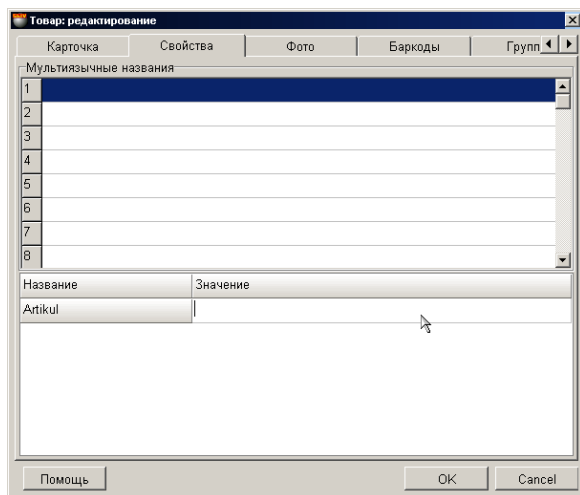 Товар: редактирование
Карточка Свойства Фото Баркоды Групп
Мультиязычные названия
1
2
3
4
5
6
7
8
Название Значение
Artikul
Помощь OK Cancel